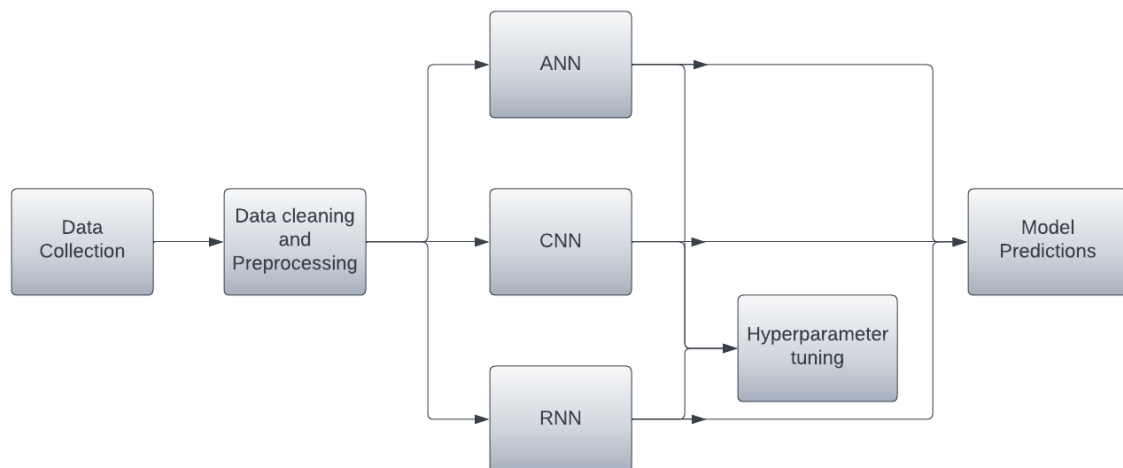 Data
Collection
Data cleaning
and
Preprocessing
ANN
CNN
RNN
Hyperparameter
tuning
Model
Predictions